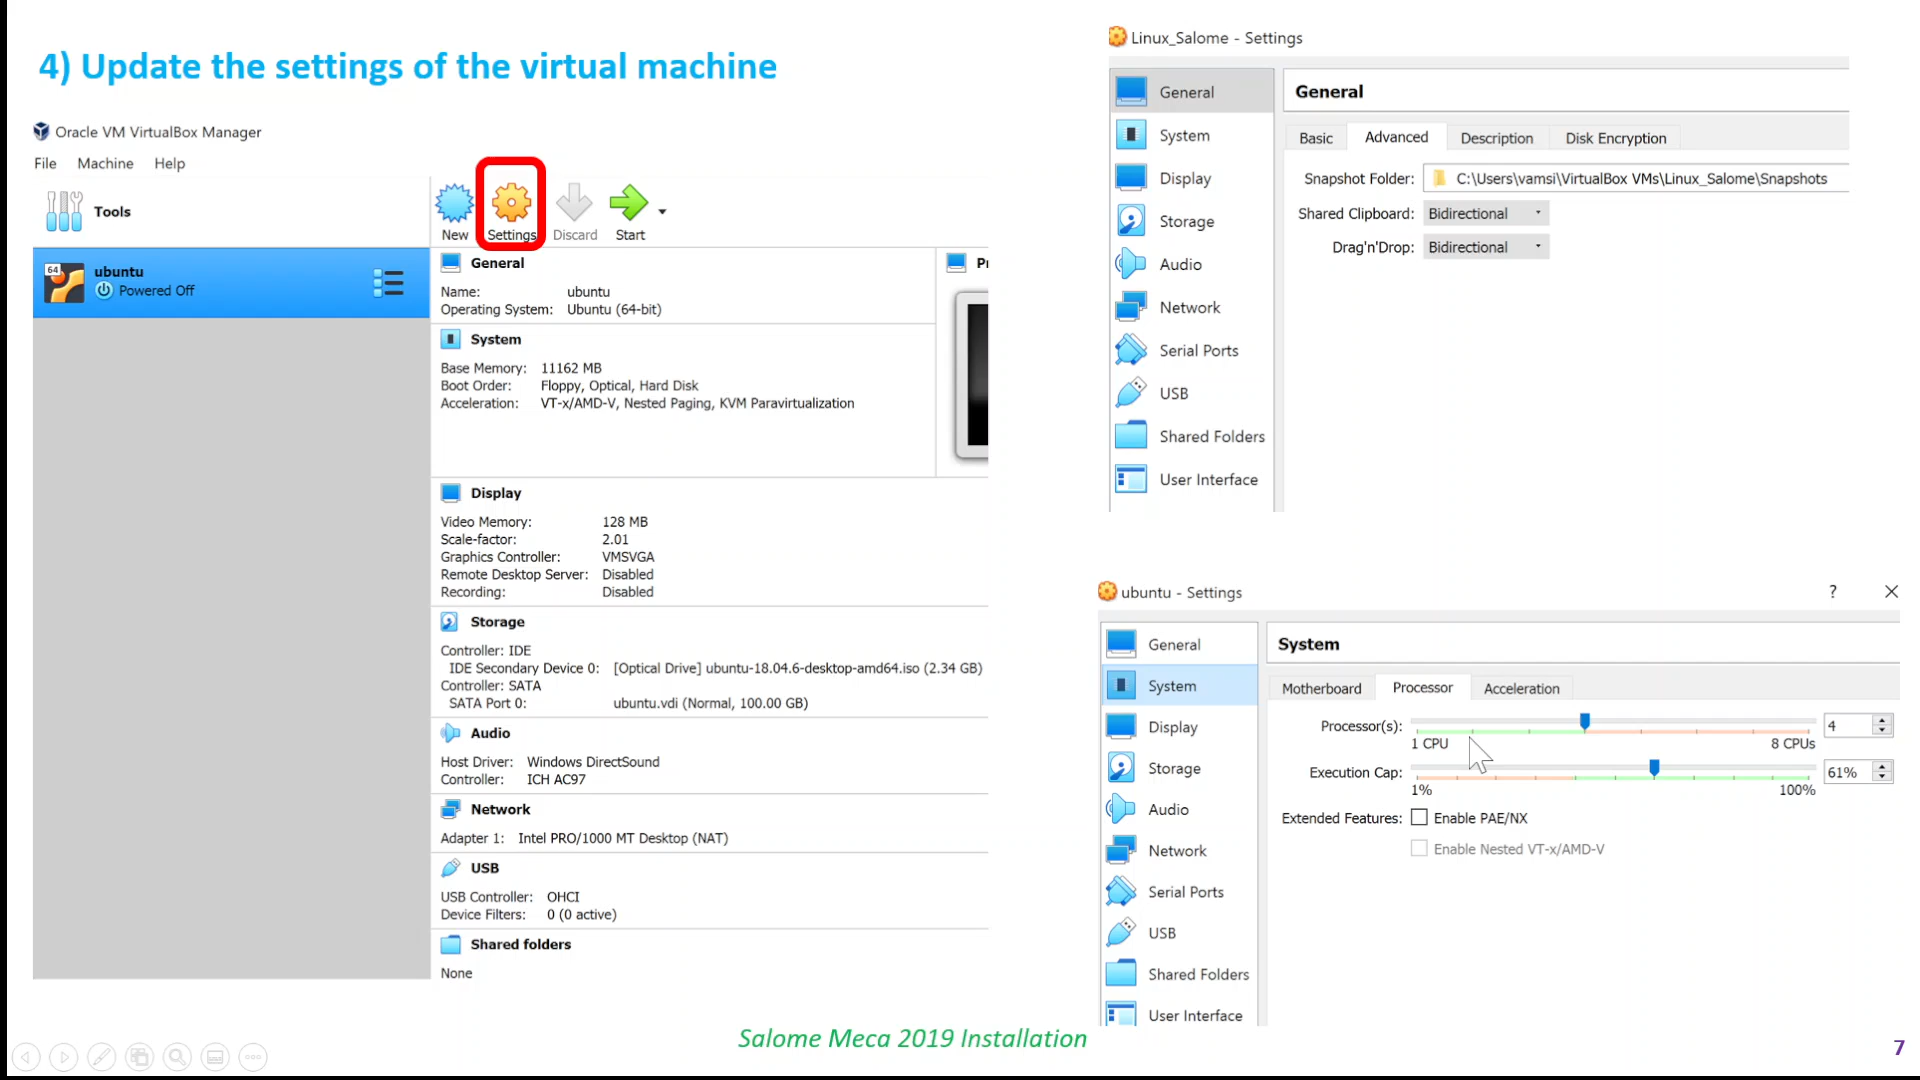 4) Update the settings of the virtual machine
Oracle VM VirtualBox Manager
File Machine Help
Tools
New Settings Discard Start
64
ubuntu
Powered Off
General
Name: ubuntu
Operating System: Ubuntu (64-bit)
System
Base Memory: 11162 MB
Boot Order: Floppy, Optical, Hard Disk
Acceleration: VT-x/AMD-V, Nested Paging, KVM Paravirtualization
Display
Video Memory: 128 MB
Scale-factor: 2.01
Graphics Controller: VMSVGA
Remote Desktop Server: Disabled
Recording: Disabled
Storage
Controller: IDE
IDE Secondary Device 0: [Optical Drive] ubuntu-18.04.6-desktop-amd64.iso (2.34 GB)
Controller: SATA
SATA Port 0: ubuntu.vdi (Normal, 100.00 GB)
Audio
Host Driver: Windows DirectSound
Controller: ICH AC97
Network
Adapter 1: Intel PRO/1000 MT Desktop (NAT)
USB
USB Controller: OHCI
Device Filters: 0 (0 active)
Shared folders
None
Linux_Salome - Settings
General
System
Display
Storage
Audio
Network
Serial Ports
USB
Shared Folders
User Interface
General
Basic Advanced Description Disk Encryption
Snapshot Folder: C:\Users\vamsi\VirtualBox VMs\Linux_Salome\Snapshots
Shared Clipboard: Bidirectional
Drag'n'Drop: Bidirectional
ubuntu - Settings ?
General
System
Display
Storage
Audio
Network
Serial Ports
USB
Shared Folders
User Interface
System
Motherboard Processor Acceleration
Processor(s): 4
1 CPU 8 CPUs
Execution Cap: 61%
1% 100%
Extended Features: Enable PAE/NX
Enable Nested VT-x/AMD-V
Salome Meca 2019 Installation
7